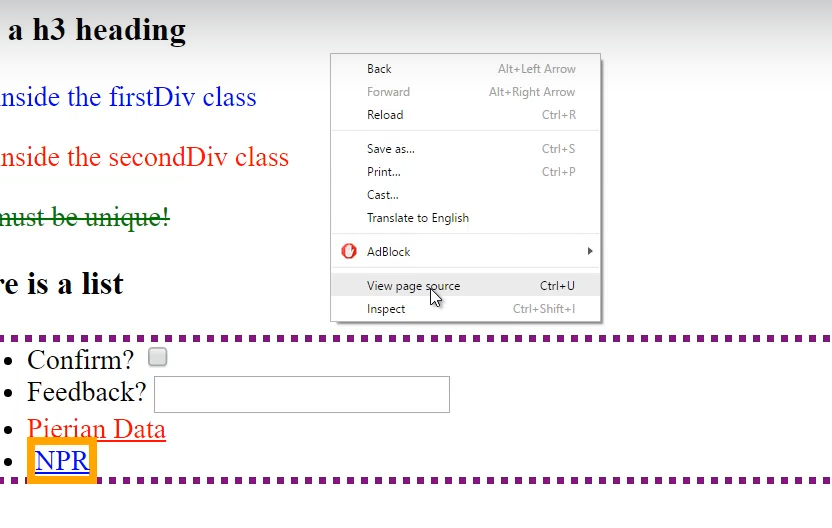 a h3 heading
Back Alt+Left Arrow
Forward Alt+Right Arrow
nside the firstDiv class
Reload Ctrl+R
Save as... Ctrl+S
nside the secondDiv class
Print... Ctrl+P
Cast...
Translate to English
must be unique!
AdBlock
re is a list
View page source Ctrl+U
Inspect Ctrl+Shift+I
Confirm?
Feedback?
Pierian Data
NPR